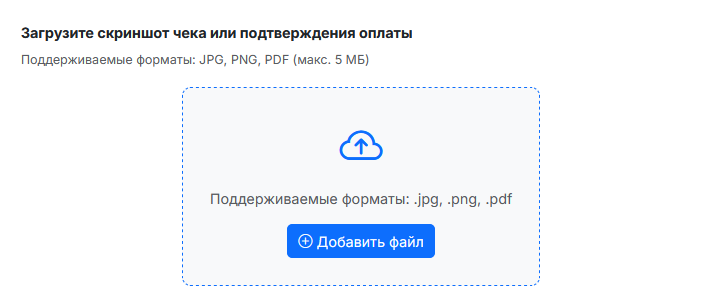 Загрузите скриншот чека или подтверждения оплаты
Поддерживаемые форматы: JPG, PNG, PDF (макс. 5 МБ)
Поддерживаемые форматы: .jpg, .png, .pdf
Добавить файл